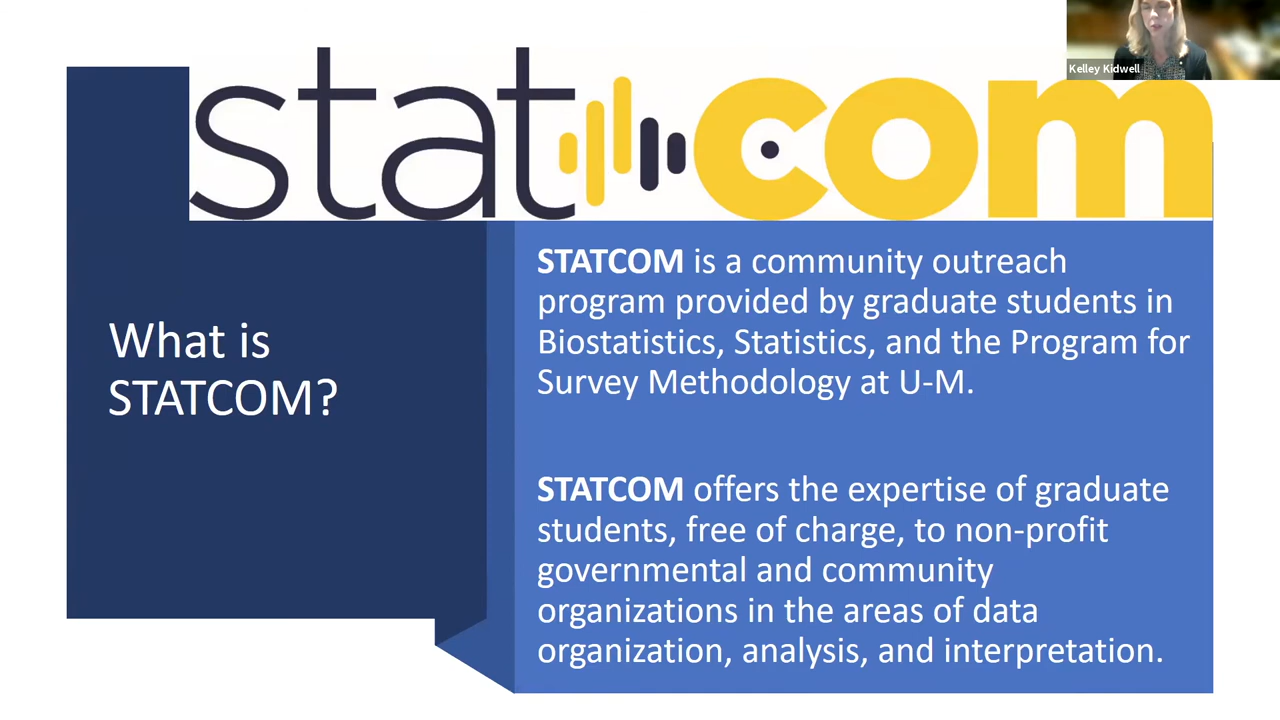 Kelley Kidwell
stat com
What is
STATCOM?
STATCOM is a community outreach
program provided by graduate students in
Biostatistics, Statistics, and the Program for
Survey Methodology at U-M.
STATCOM offers the expertise of graduate
students, free of charge, to non-profit
governmental and community
organizations in the areas of data
organization, analysis, and interpretation.